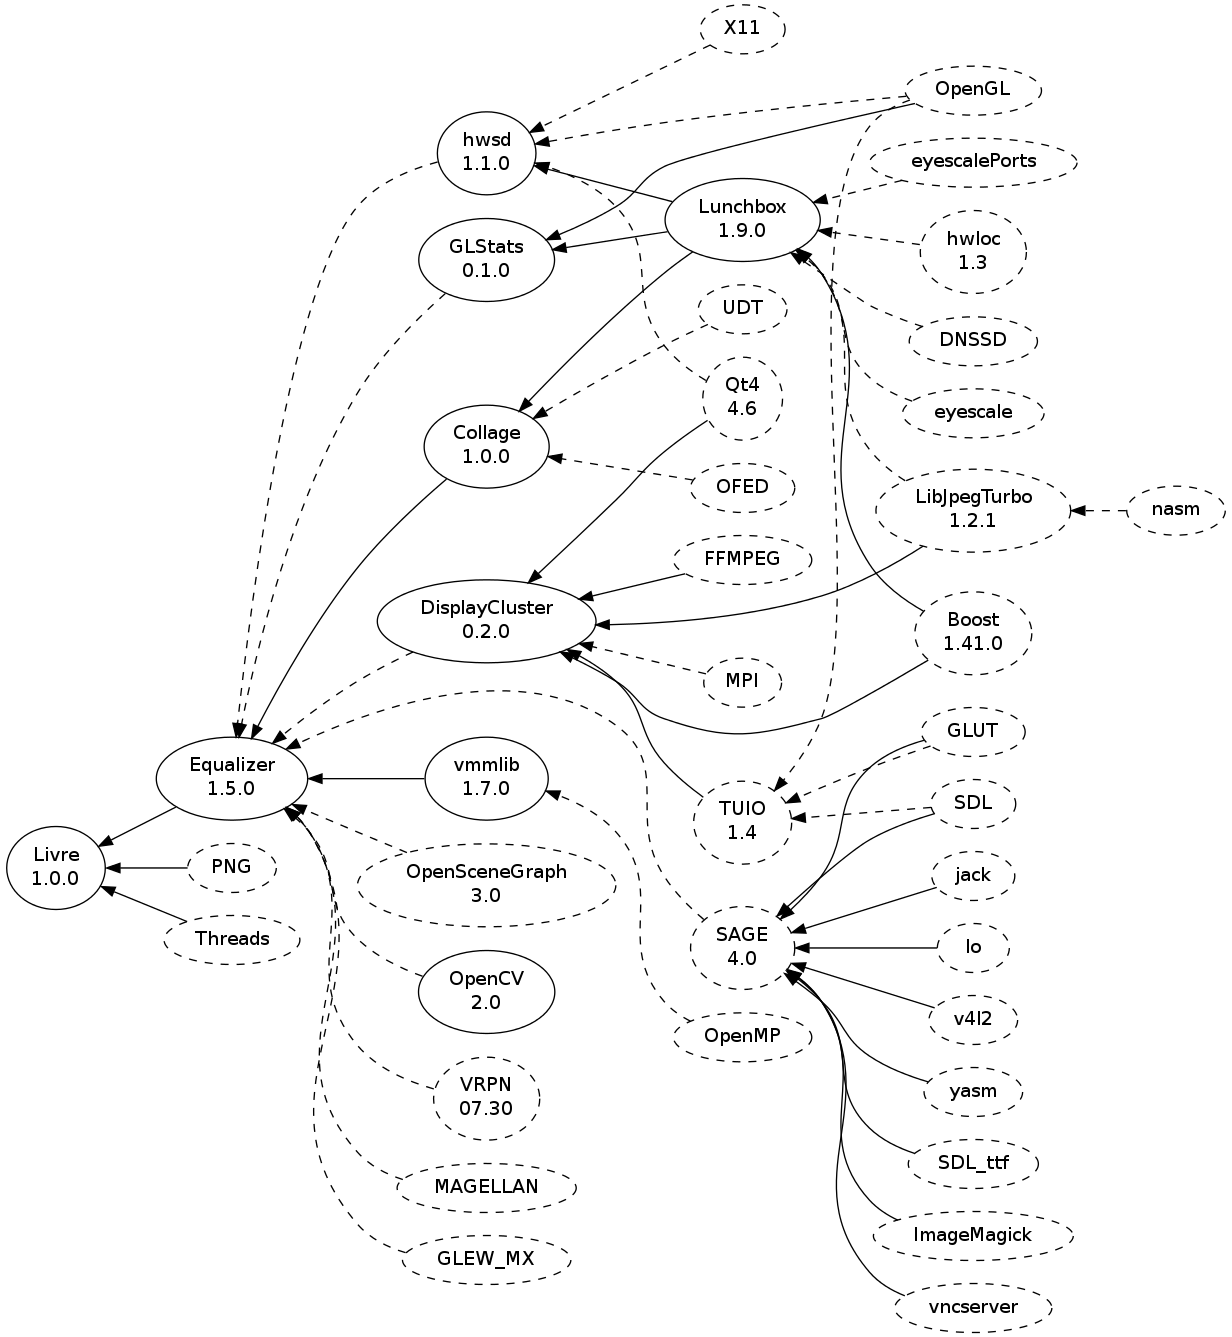 X11
OpenGL
hwsd
1.1.0
eyescalePorts
Lunchbox
1.9.0
GLStats
0.1.0
hwloc
1.3
UDT
DNSSD
Qt4
4.6
eyescale
Collage
1.0.0
OFED
LibJpegTurbo
1.2.1
nasm
FFMPEG
DisplayCluster
0.2.0
Boost
1.41.0
MPI
GLUT
Equalizer
1.5.0
vmmlib
1.7.0
TUIO
1.4
SDL
Livre
1.0.0
PNG
OpenSceneGraph
3.0
jack
Threads
SAGE
4.0
lo
OpenCV
2.0
v4l2
OpenMP
VRPN
07.30
yasm
MAGELLAN
SDL_ttf
GLEW_MX
ImageMagick
vncserver